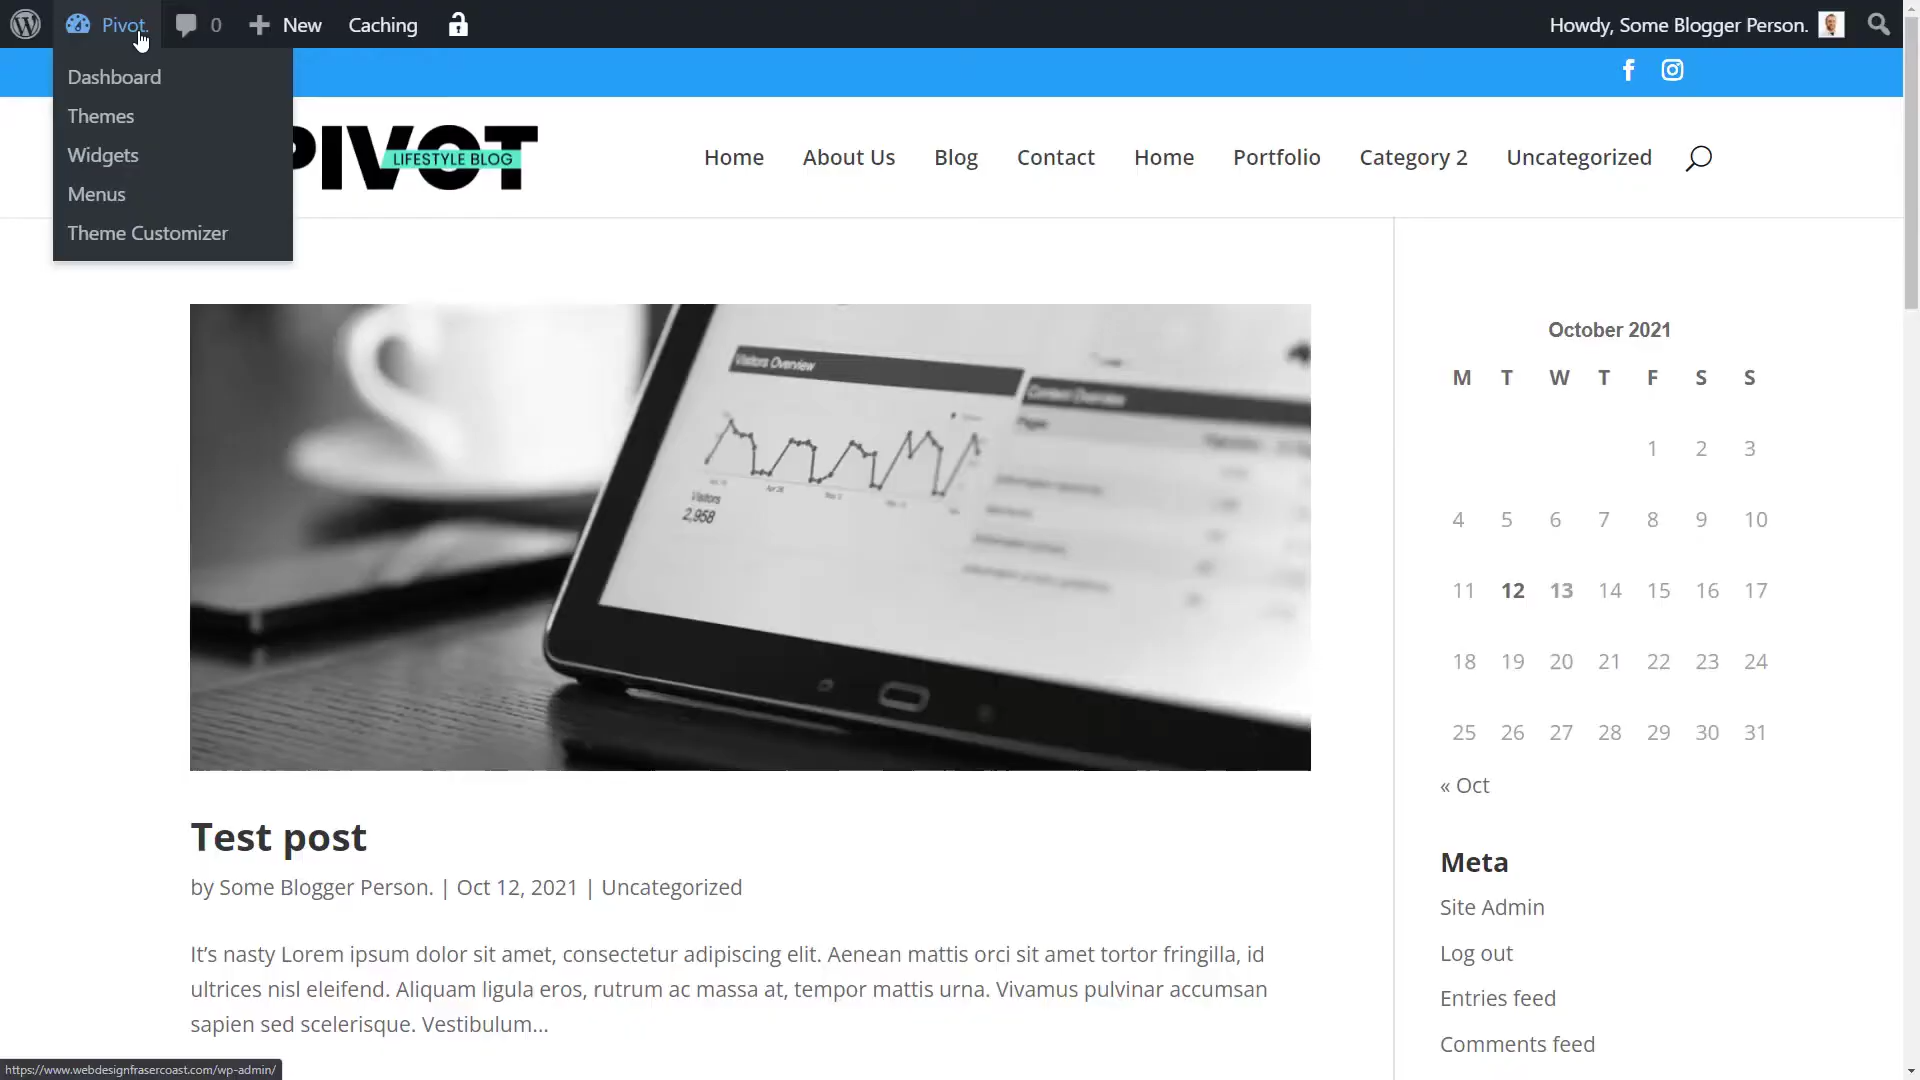 Pivot. 0 New Caching Howdy, Some Blogger Person.
Dashboard
Themes
Widgets
Menus
Theme Customizer
PIVOT
LIFESTYLE BLOG
Home About Us Blog Contact Home Portfolio Category 2 Uncategorized
Visitors Overview
Content Overview
Pages
Visitors
2,958
Test post
by Some Blogger Person. | Oct 12, 2021 | Uncategorized
It’s nasty Lorem ipsum dolor sit amet, consectetur adipiscing elit. Aenean mattis orci sit amet tortor fringilla, id
ultrices nisl eleifend. Aliquam ligula eros, rutrum ac massa at, tempor mattis urna. Vivamus pulvinar accumsan
sapien sed scelerisque. Vestibulum...
October 2021
M T W T F S S
1 2 3
4 5 6 7 8 9 10
11 12 13 14 15 16 17
18 19 20 21 22 23 24
25 26 27 28 29 30 31
« Oct
Meta
Site Admin
Log out
Entries feed
Comments feed
https://www.webdesignfrasercoast.com/wp-admin/